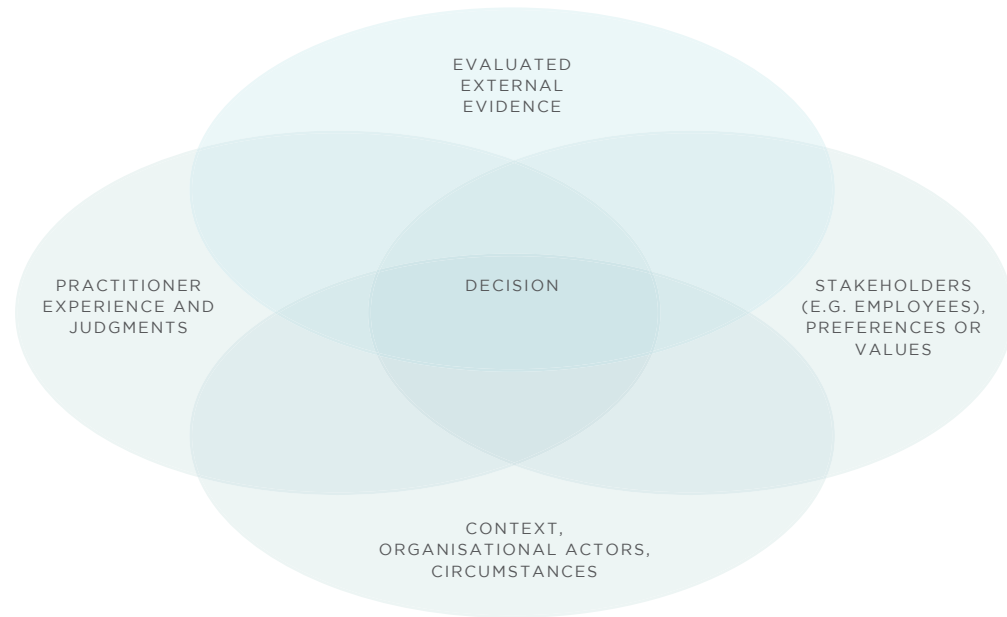 EVALUATED
EXTERNAL
EVIDENCE
PRACTITIONER
EXPERIENCE AND
JUDGMENTS
DECISION
STAKEHOLDERS
(E.G. EMPLOYEES),
PREFERENCES OR
VALUES
CONTEXT,
ORGANISATIONAL ACTORS,
CIRCUMSTANCES